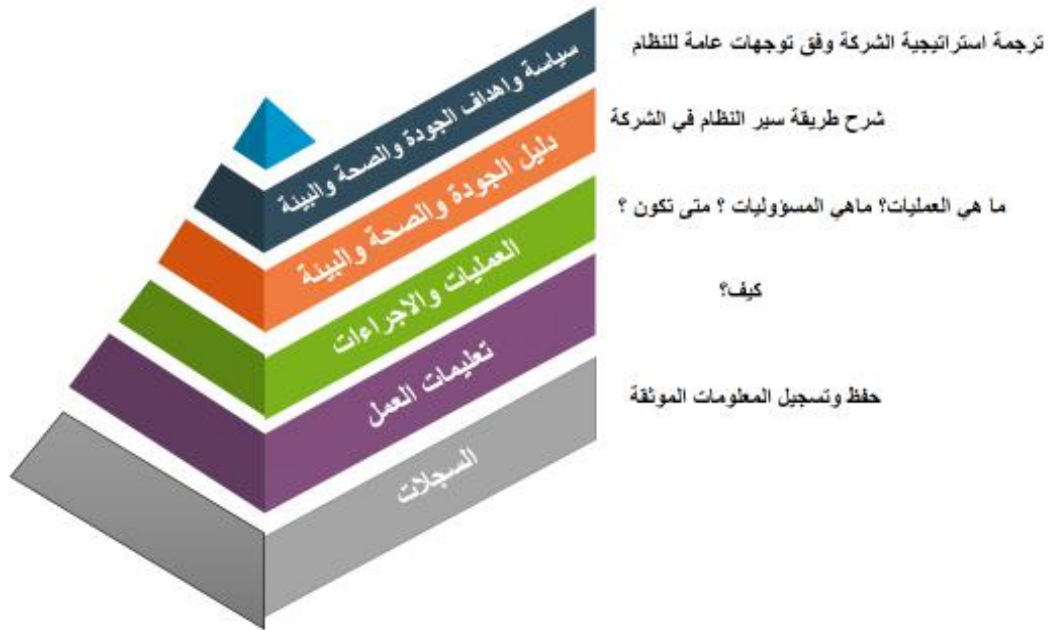 ترجمة استراتيجية الشركة وفق توجهات عامة للنظام
سياسة واهداف الجودة والصحة والبيئة
شرح طريقة سير النظام في الشركة
دليل الجودة والصحة والبيئة
ما هي العمليات؟ ماهي المسؤوليات ؟ متى تكون ؟
العمليات والاجراءات
كيف؟
تعليمات العمل
حفظ وتسجيل المعلومات الموثقة
السجلات